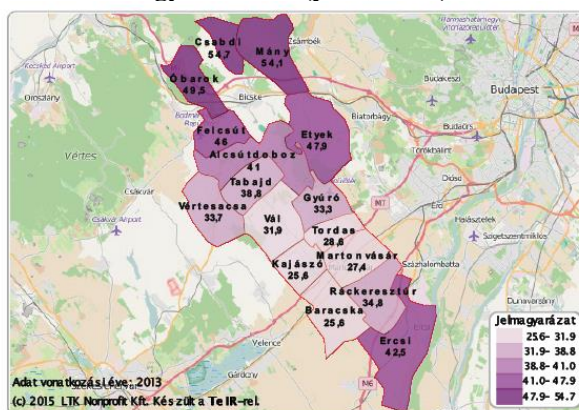 Csabdi
54,7
Mány
54,1
Zsámbék
Óbarok
49,5
Oroszlány
Bicske
Budakeszi
Budapest
Biatorbágy
Budaörs
Felcsút
46
Etyek
47,9
Alcsútdoboz
41
Vértes
Tabajd
38,8
Diósd
Csákvár
Vértesacsa
33,7
Gyúró
33,3
M7
Érd
Vál
31,9
Halásztelek
Tordas
28,6
Szigetszentmiklós
Kajászó
25,6
Martonvásár
27,4
Százhalombatta
Ráckeresztúr
34,8
Dunavarsány
Baracska
25,6
Ercsi
42,5
Velence
Gárdony
M6
Jelmagyarázat
25.6- 31.9
31.9- 38.8
38.8- 41.0
41.0- 47.9
47.9- 54.7
Adat vonatkozási éve: 2013
(c) 2015 LTK Nonprofit Kft. Készült a TeIR-rel.